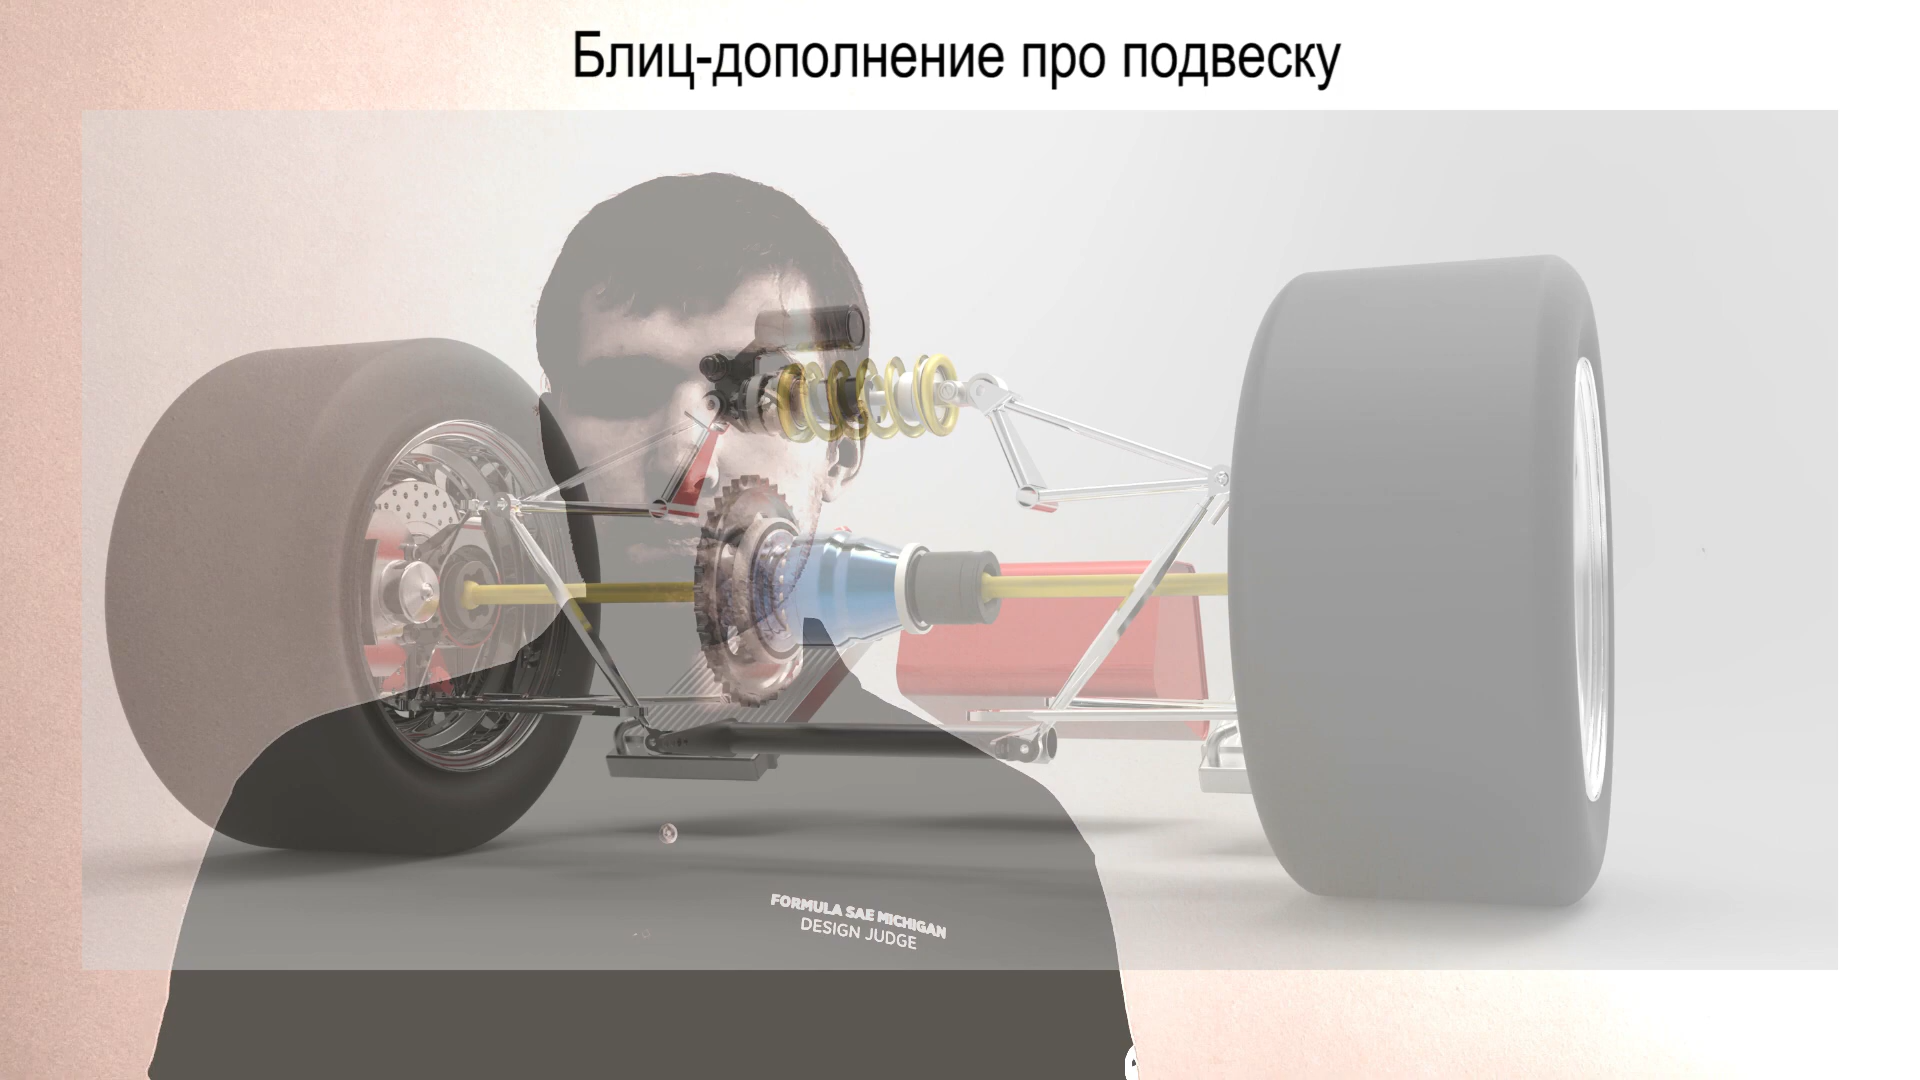 Блиц-дополнение про подвеску
FORMULA SAE MICHIGAN
DESIGN JUDGE